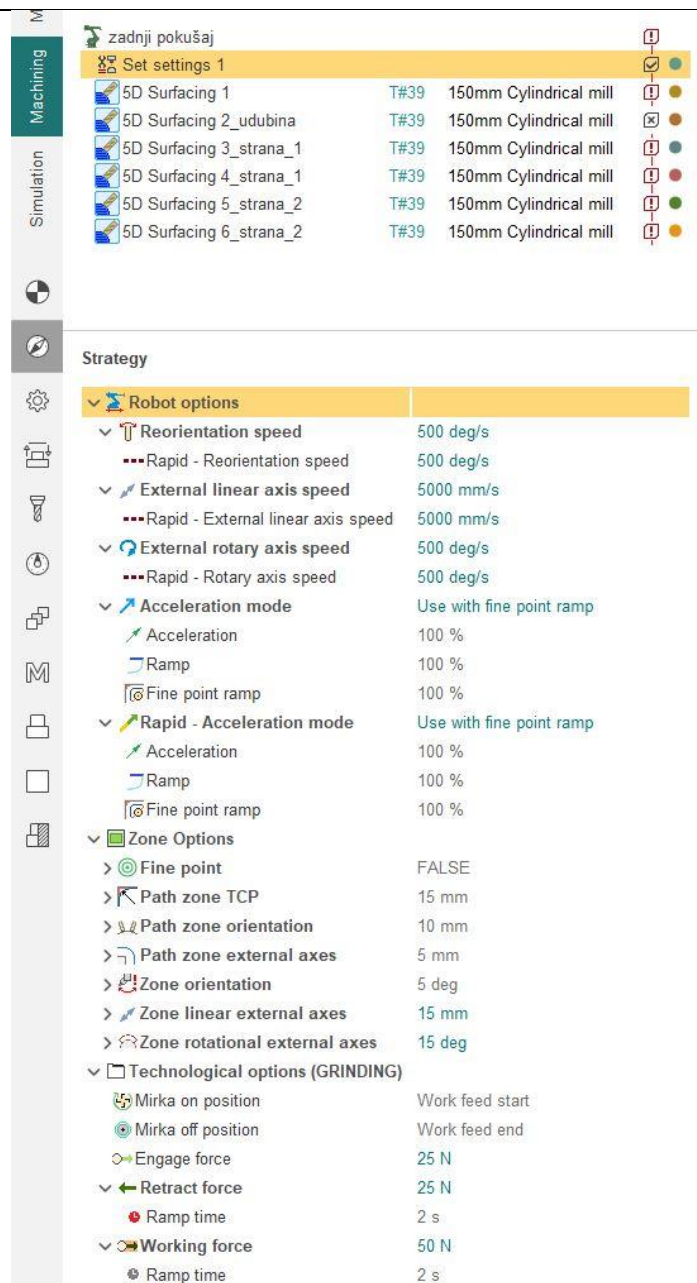 M
Machining
Simulation
zadnji pokušaj
Set settings 1
5D Surfacing 1 T#39 150mm Cylindrical mill
5D Surfacing 2_udubina T#39 150mm Cylindrical mill
5D Surfacing 3_strana_1 T#39 150mm Cylindrical mill
5D Surfacing 4_strana_1 T#39 150mm Cylindrical mill
5D Surfacing 5_strana_2 T#39 150mm Cylindrical mill
5D Surfacing 6_strana_2 T#39 150mm Cylindrical mill
Strategy
Robot options
Reorientation speed 500 deg/s
Rapid - Reorientation speed 500 deg/s
External linear axis speed 5000 mm/s
Rapid - External linear axis speed 5000 mm/s
External rotary axis speed 500 deg/s
Rapid - Rotary axis speed 500 deg/s
Acceleration mode Use with fine point ramp
Acceleration 100 %
Ramp 100 %
Fine point ramp 100 %
Rapid - Acceleration mode Use with fine point ramp
Acceleration 100 %
Ramp 100 %
Fine point ramp 100 %
Zone Options
Fine point FALSE
Path zone TCP 15 mm
Path zone orientation 10 mm
Path zone external axes 5 mm
Zone orientation 5 deg
Zone linear external axes 15 mm
Zone rotational external axes 15 deg
Technological options (GRINDING)
Mirka on position Work feed start
Mirka off position Work feed end
Engage force 25 N
Retract force 25 N
Ramp time 2 s
Working force 50 N
Ramp time 2 s
M